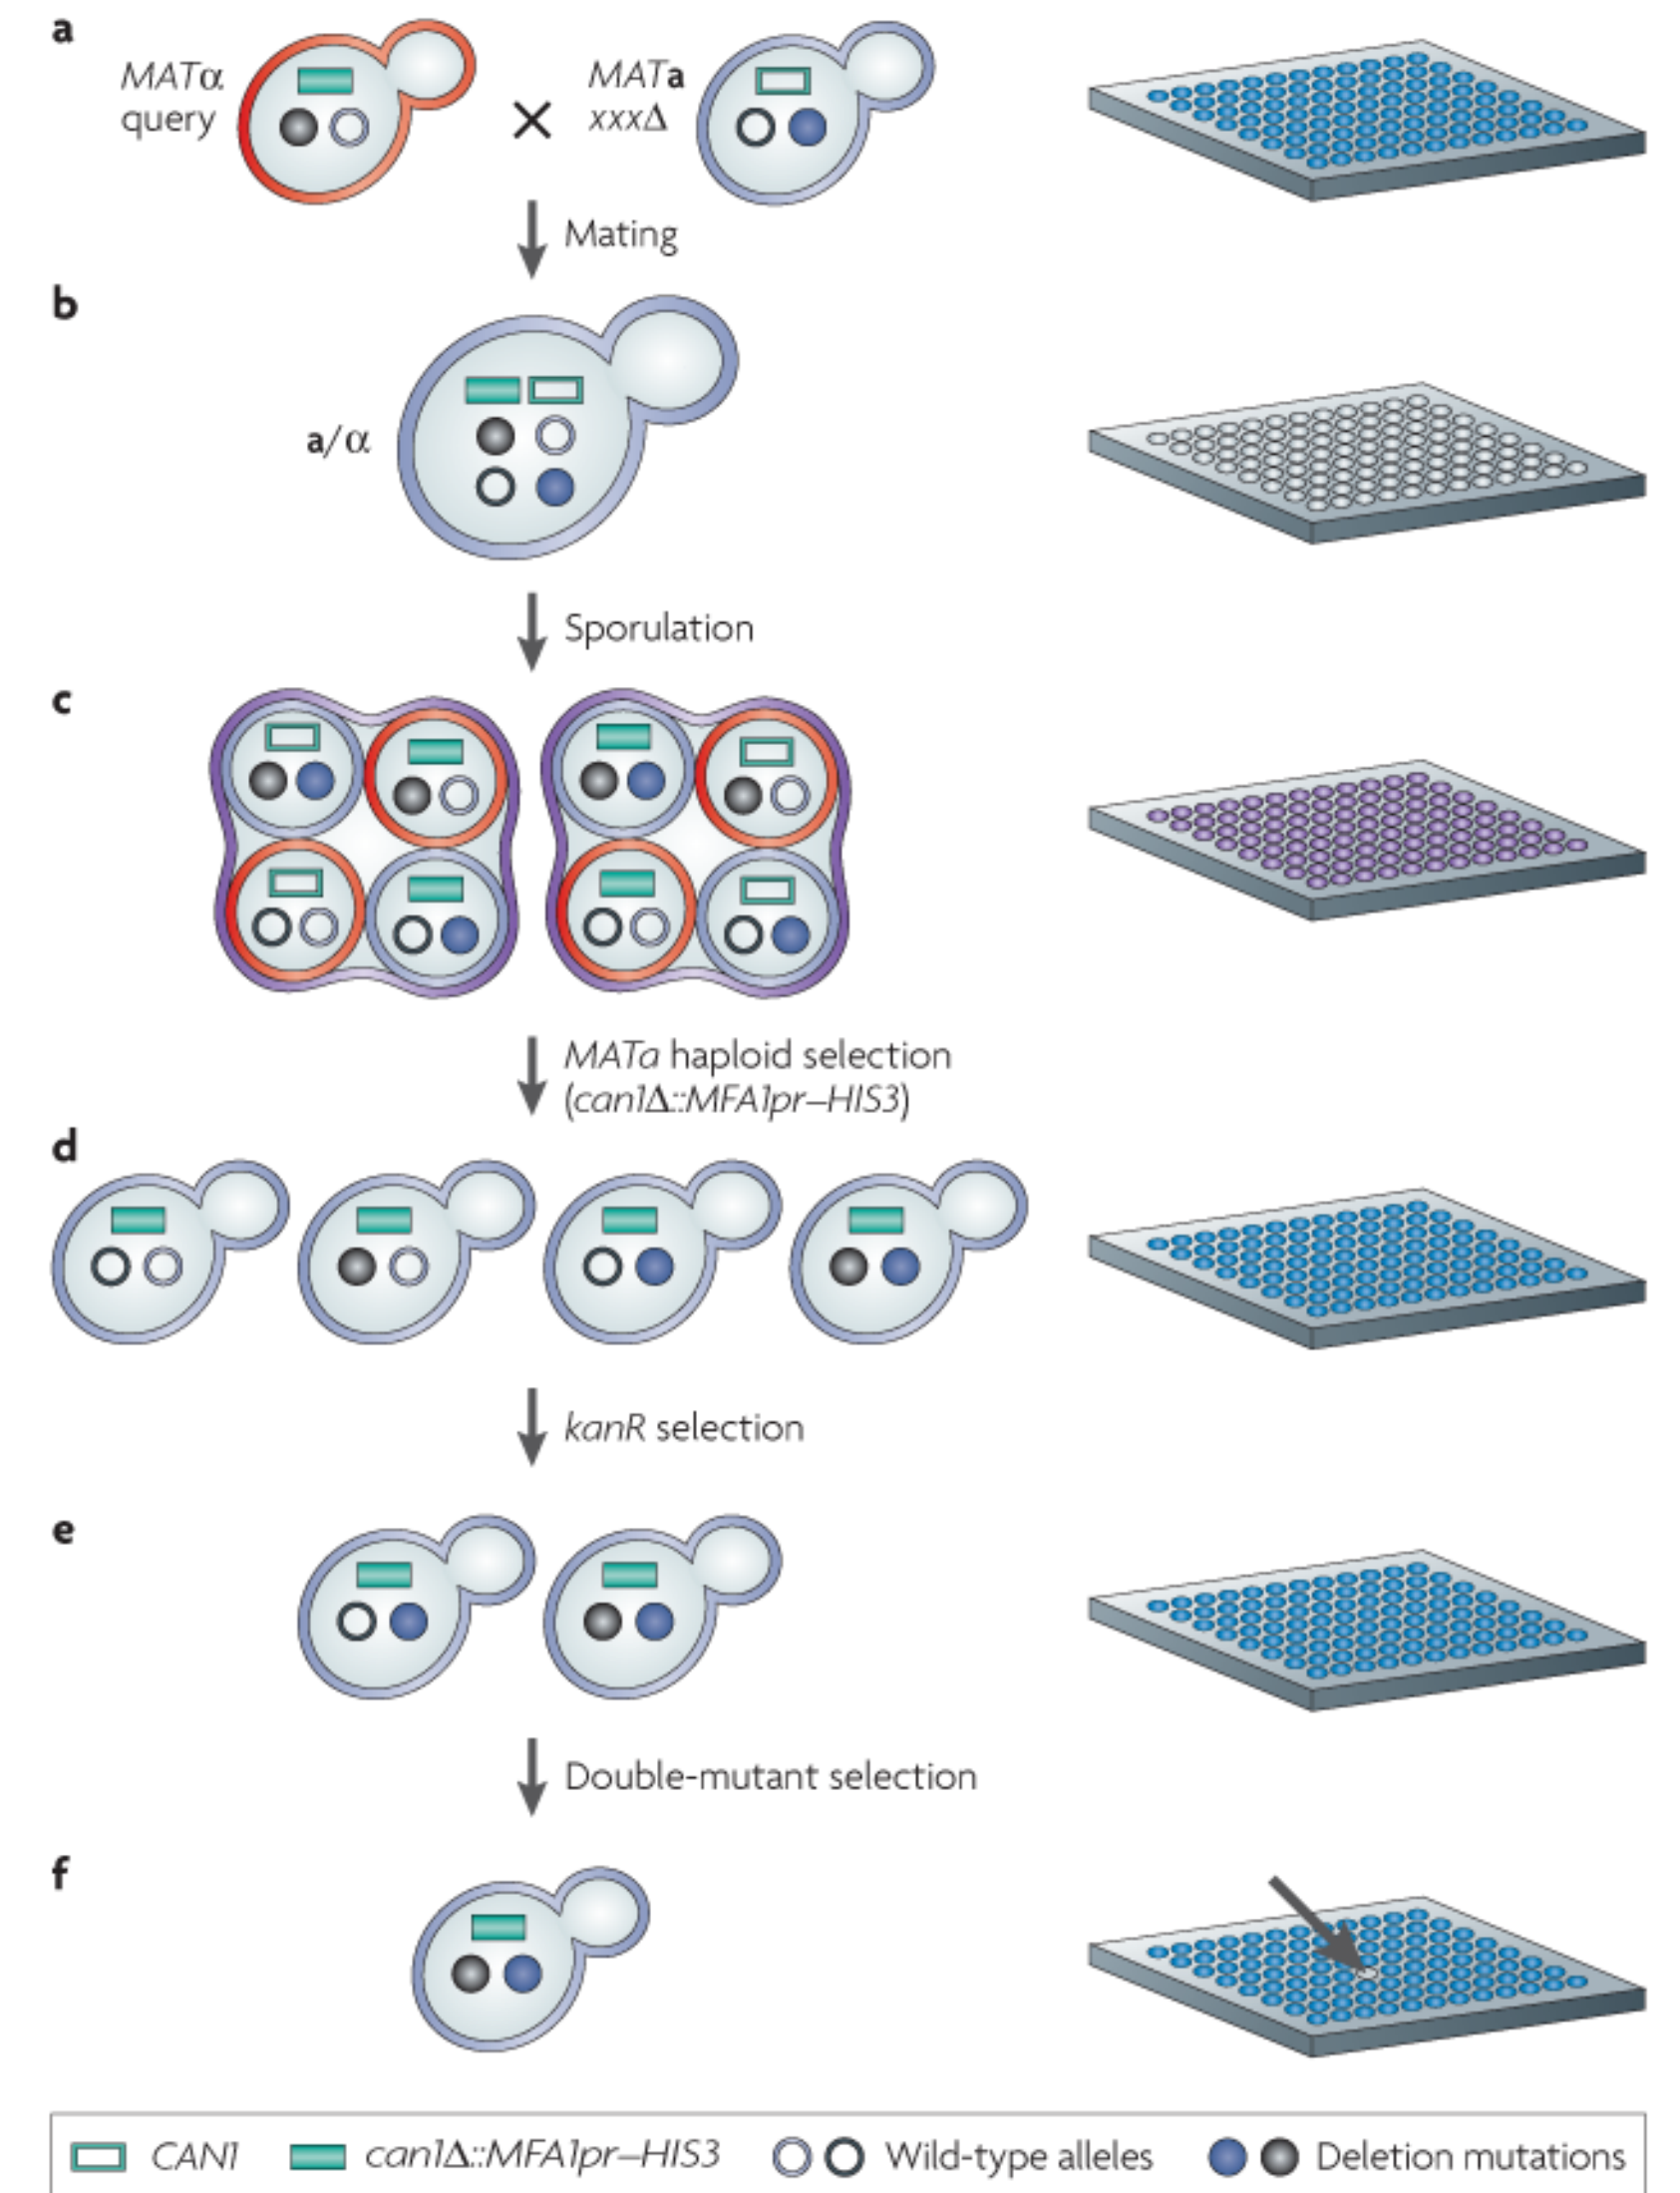 a
MATα
query
MATa
xxxΔ
Mating
b
a/α
Sporulation
c
MATa haploid selection
(can1Δ::MFA1pr–HIS3)
d
kanR selection
e
Double-mutant selection
f
CAN1 can1Δ::MFA1pr–HIS3 Wild-type alleles Deletion mutations